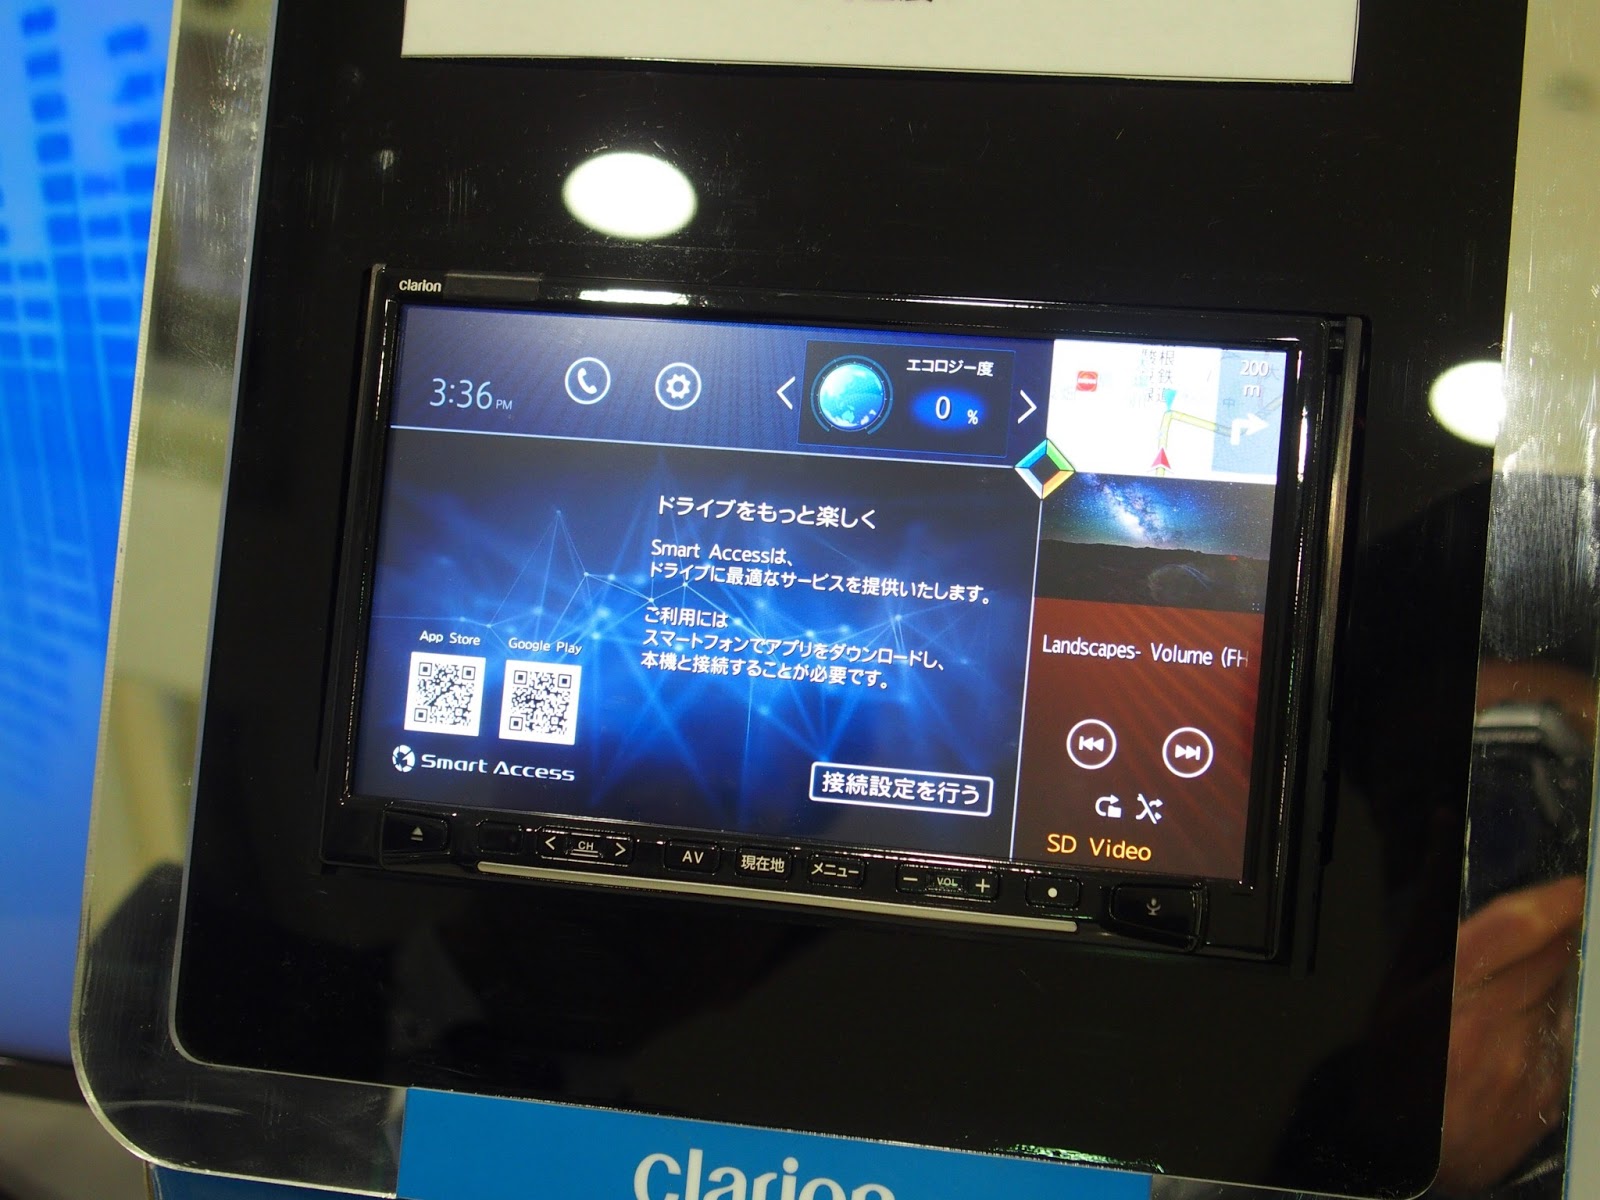 clarion
3:36 PM
エコロジー度
0 %
200
m
ドライブをもっと楽しく
Smart Accessは、
ドライブに最適なサービスを提供いたします。
ご利用には
スマートフォンでアプリをダウンロードし、
本機と接続することが必要です。
App Store
Google Play
Smart Access
接続設定を行う
Landscapes- Volume (FH
SD Video
CH
AV
現在地
メニュー
VOL
clarion